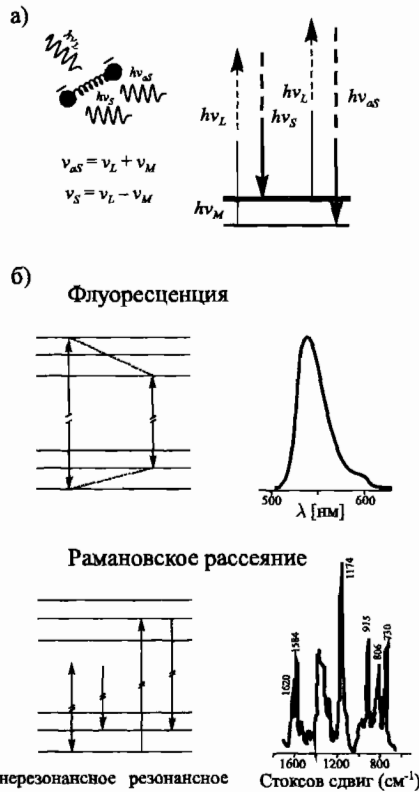 а)
hν_L
hν_aS
hν_S
ν_aS = ν_L + ν_M
ν_S = ν_L − ν_M
hν_L hν_S hν_L hν_aS
hν_M
б)
Флуоресценция
500 600
λ [нм]
Рамановское рассеяние
1620 1584 1174 915 806 730
1600 1200 800
нерезонансное резонансное Стоксов сдвиг (см⁻¹)